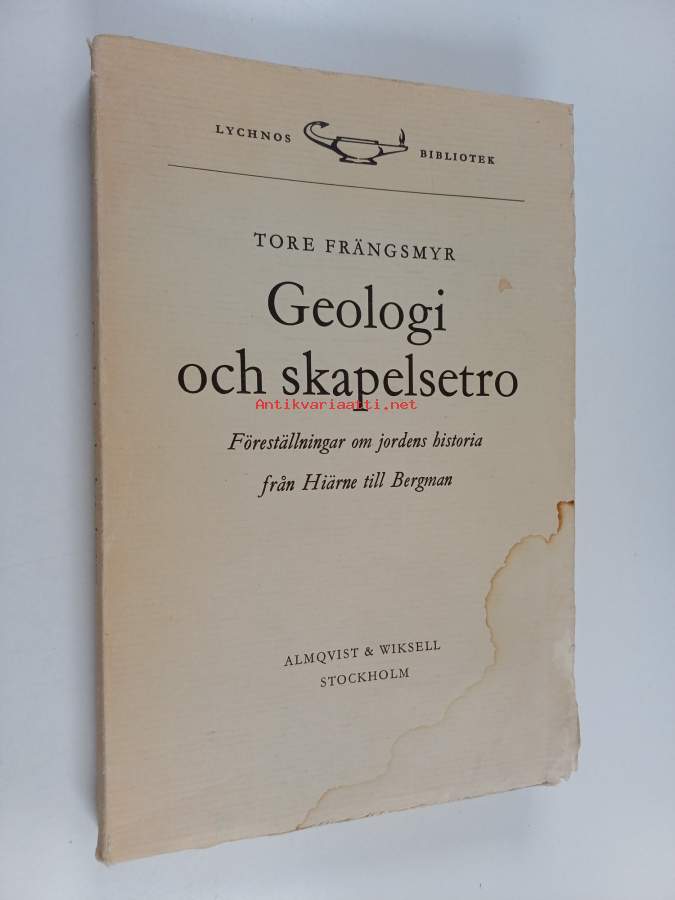 LYCHNOS BIBLIOTEK
TORE FRÄNGSMYR
Geologi
och skapelsetro
Antikvariaatti.net
Föreställningar om jordens historia
från Hiärne till Bergman
ALMQVIST & WIKSELL
STOCKHOLM